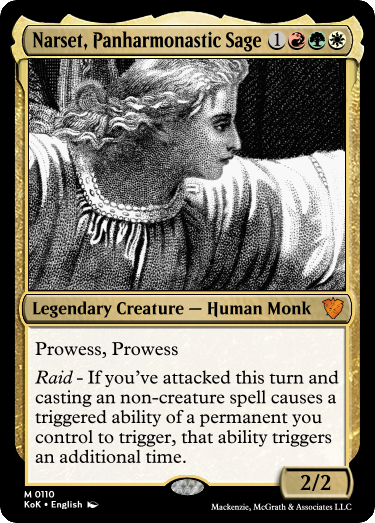 Narset, Panharmonastic Sage 1
Legendary Creature — Human Monk
Prowess, Prowess
Raid - If you've attacked this turn and
casting an non-creature spell causes a
triggered ability of a permanent you
control to trigger, that ability triggers
an additional time.
2/2
M 0110
KoK • English
Mackenzie, McGrath & Associates LLC